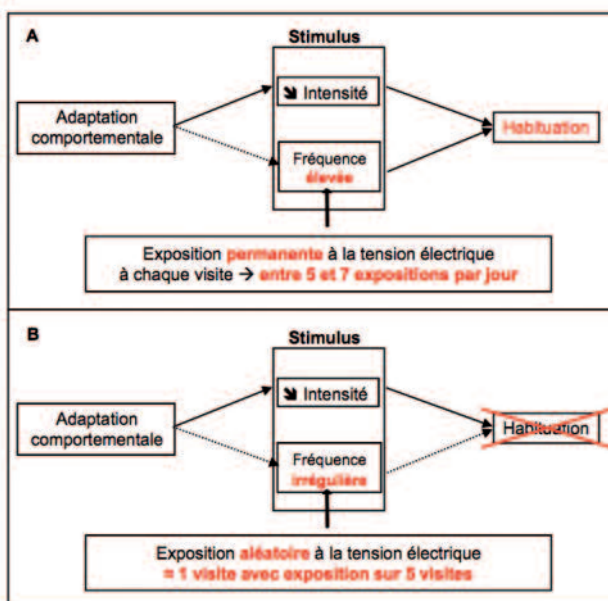 A
Stimulus
Adaptation
comportementale
↘ Intensité
Fréquence
élevée
Habituation
Exposition permanente à la tension électrique
à chaque visite → entre 5 et 7 expositions par jour
B
Stimulus
Adaptation
comportementale
↘ Intensité
Fréquence
irrégulière
Habituation
Exposition aléatoire à la tension électrique
= 1 visite avec exposition sur 5 visites